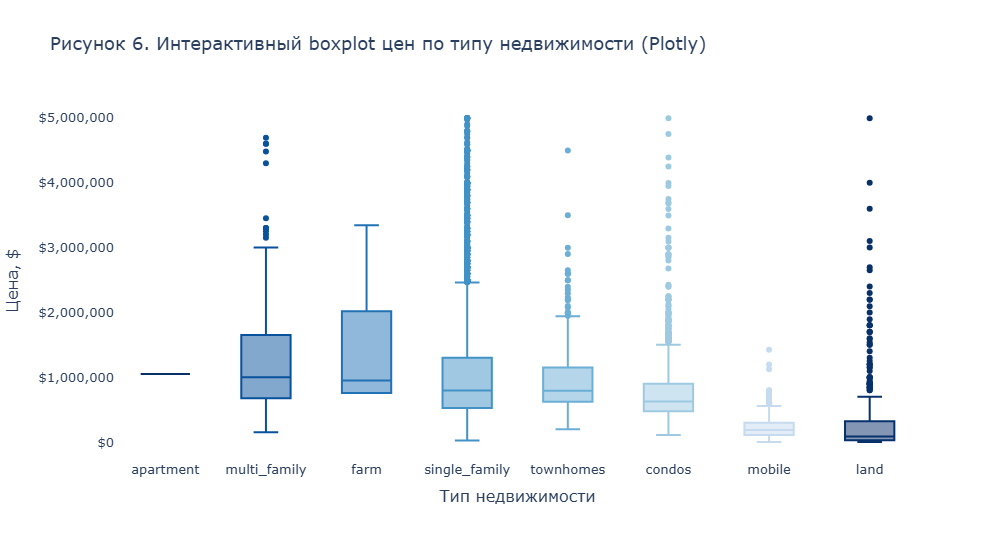 Рисунок 6. Интерактивный boxplot цен по типу недвижимости (Plotly)
$5,000,000
$4,000,000
$3,000,000
$2,000,000
$1,000,000
$0
Цена, $
apartment multi_family farm single_family townhomes condos mobile land
Тип недвижимости